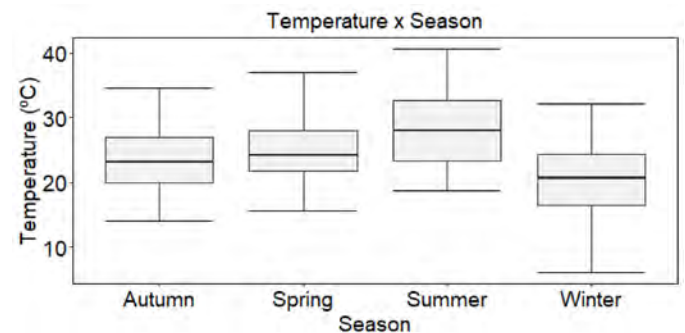 Temperature x Season
Temperature (ºC)
40
30
20
10
Autumn Spring Summer Winter
Season